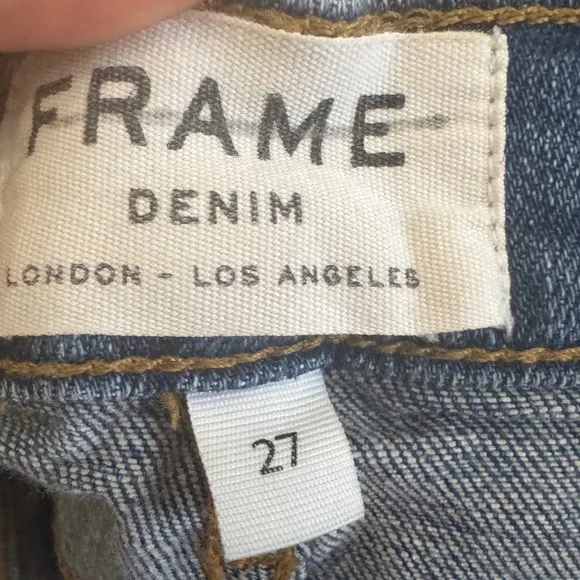 FRAME
DENIM
LONDON - LOS ANGELES
27